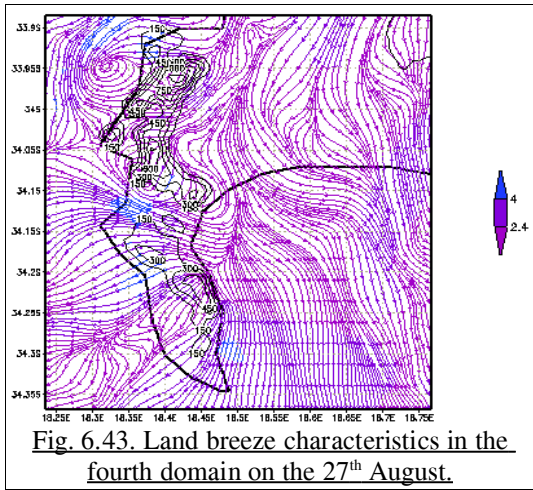 33.9S
33.95S
34S
34.05S
34.1S
34.15S
34.2S
34.25S
34.3S
34.35S
18.25E 18.3E 18.35E 18.4E 18.45E 18.5E 18.55E 18.6E 18.65E 18.7E 18.75E
150
750
450
150
300
150
300
150
300
300
450
150
150
4
2.4
Fig. 6.43. Land breeze characteristics in the
fourth domain on the 27th August.